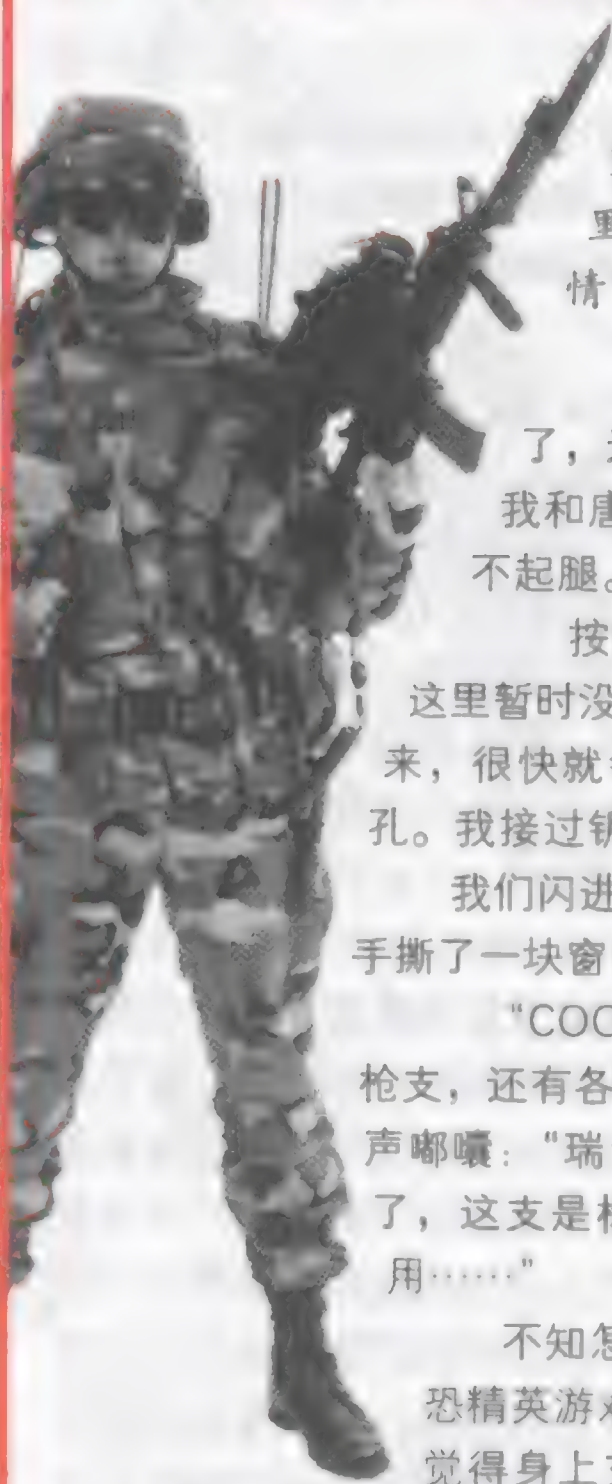 里
情
了，
我和唐
不起腿。
按
这里暂时没
来，很快就
孔。我接过钥
我们闪进
手撕了一块窗
“COO
枪支，还有各
声嘟囔：“瑞
了，这支是
用……”
不知怎
恐精英游戏
觉得身上